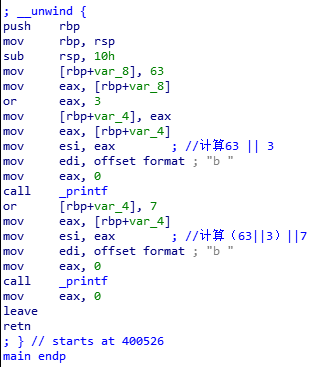 ; __unwind {
push    rbp
mov     rbp, rsp
sub     rsp, 10h
mov     [rbp+var_8], 63
mov     eax, [rbp+var_8]
or      eax, 3
mov     [rbp+var_4], eax
mov     eax, [rbp+var_4]
mov     esi, eax        ; //计算63 || 3
mov     edi, offset format ; "b "
mov     eax, 0
call    _printf
or      [rbp+var_4], 7
mov     eax, [rbp+var_4]
mov     esi, eax        ; //计算（63||3）||7
mov     edi, offset format ; "b "
mov     eax, 0
call    _printf
mov     eax, 0
leave
retn
; } // starts at 400526
main endp